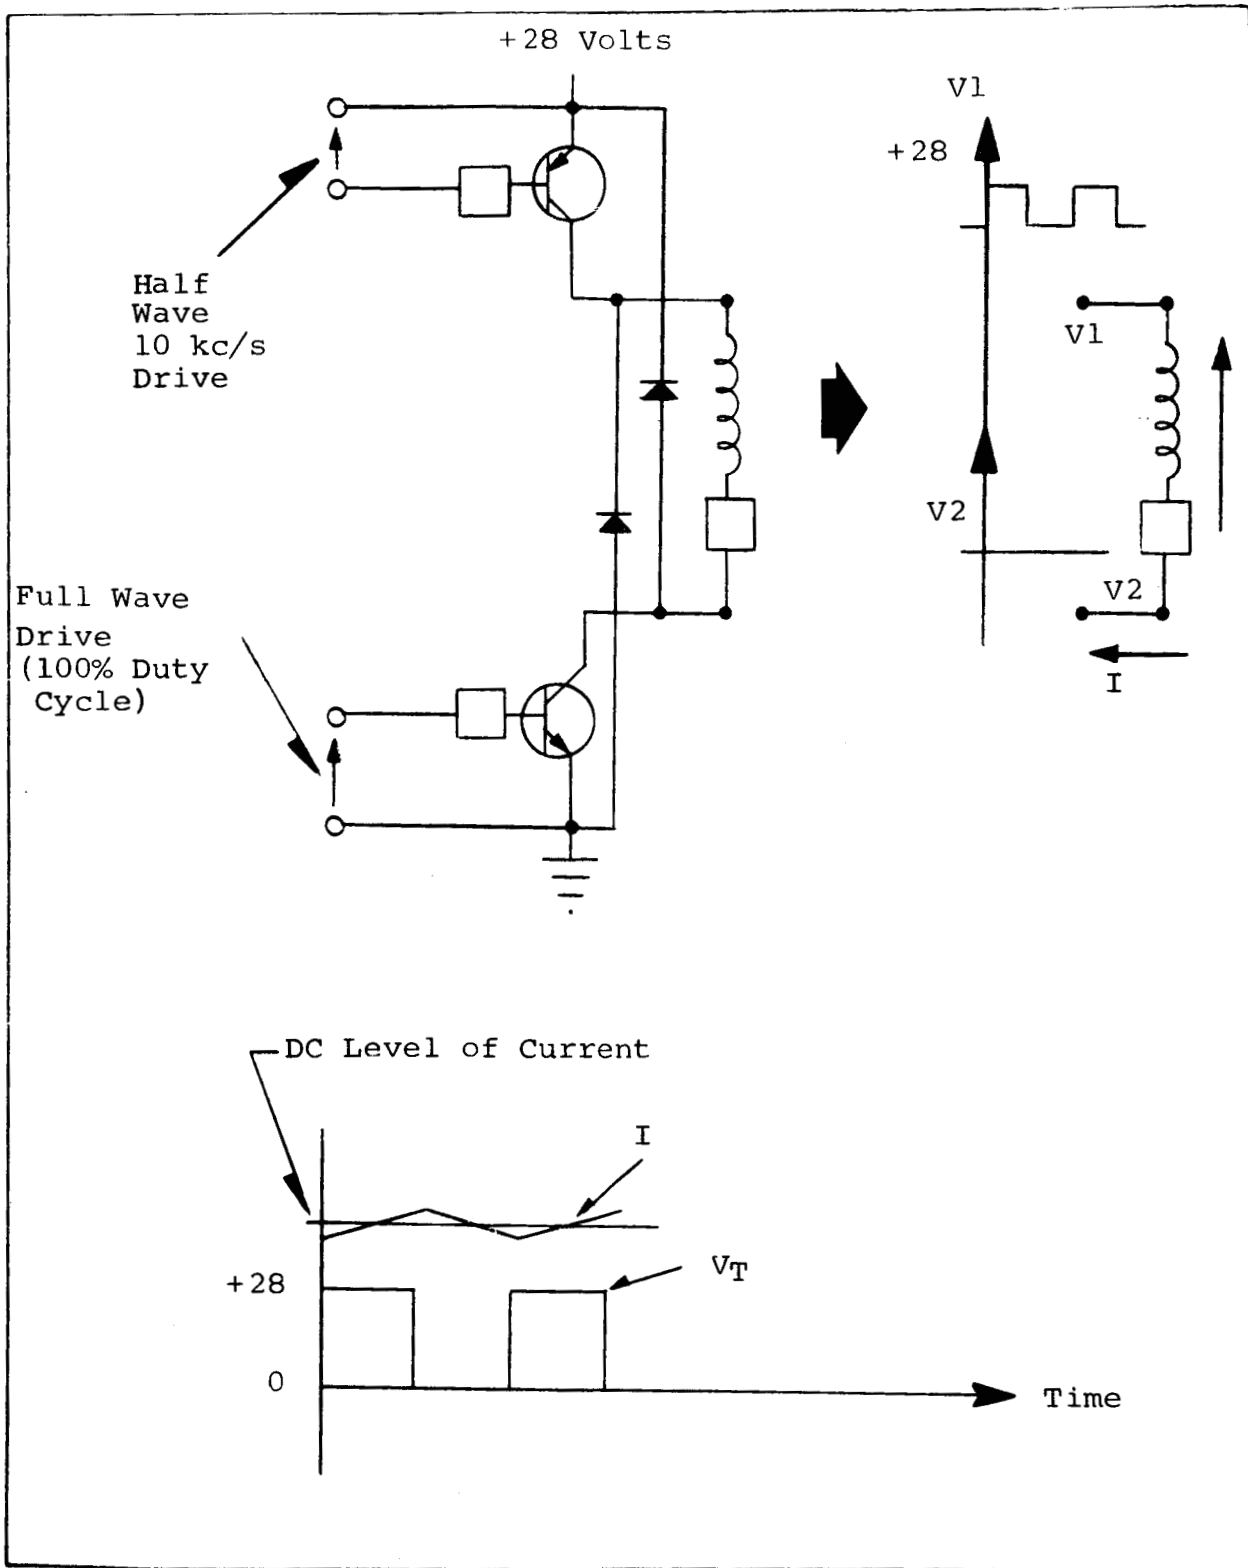 +28 Volts
V1
+28
Half
Wave
10 kc/s
Drive
V1
V2
V2
I
Full Wave
Drive
(100% Duty
Cycle)
DC Level of Current
I
+28
VT
0
Time